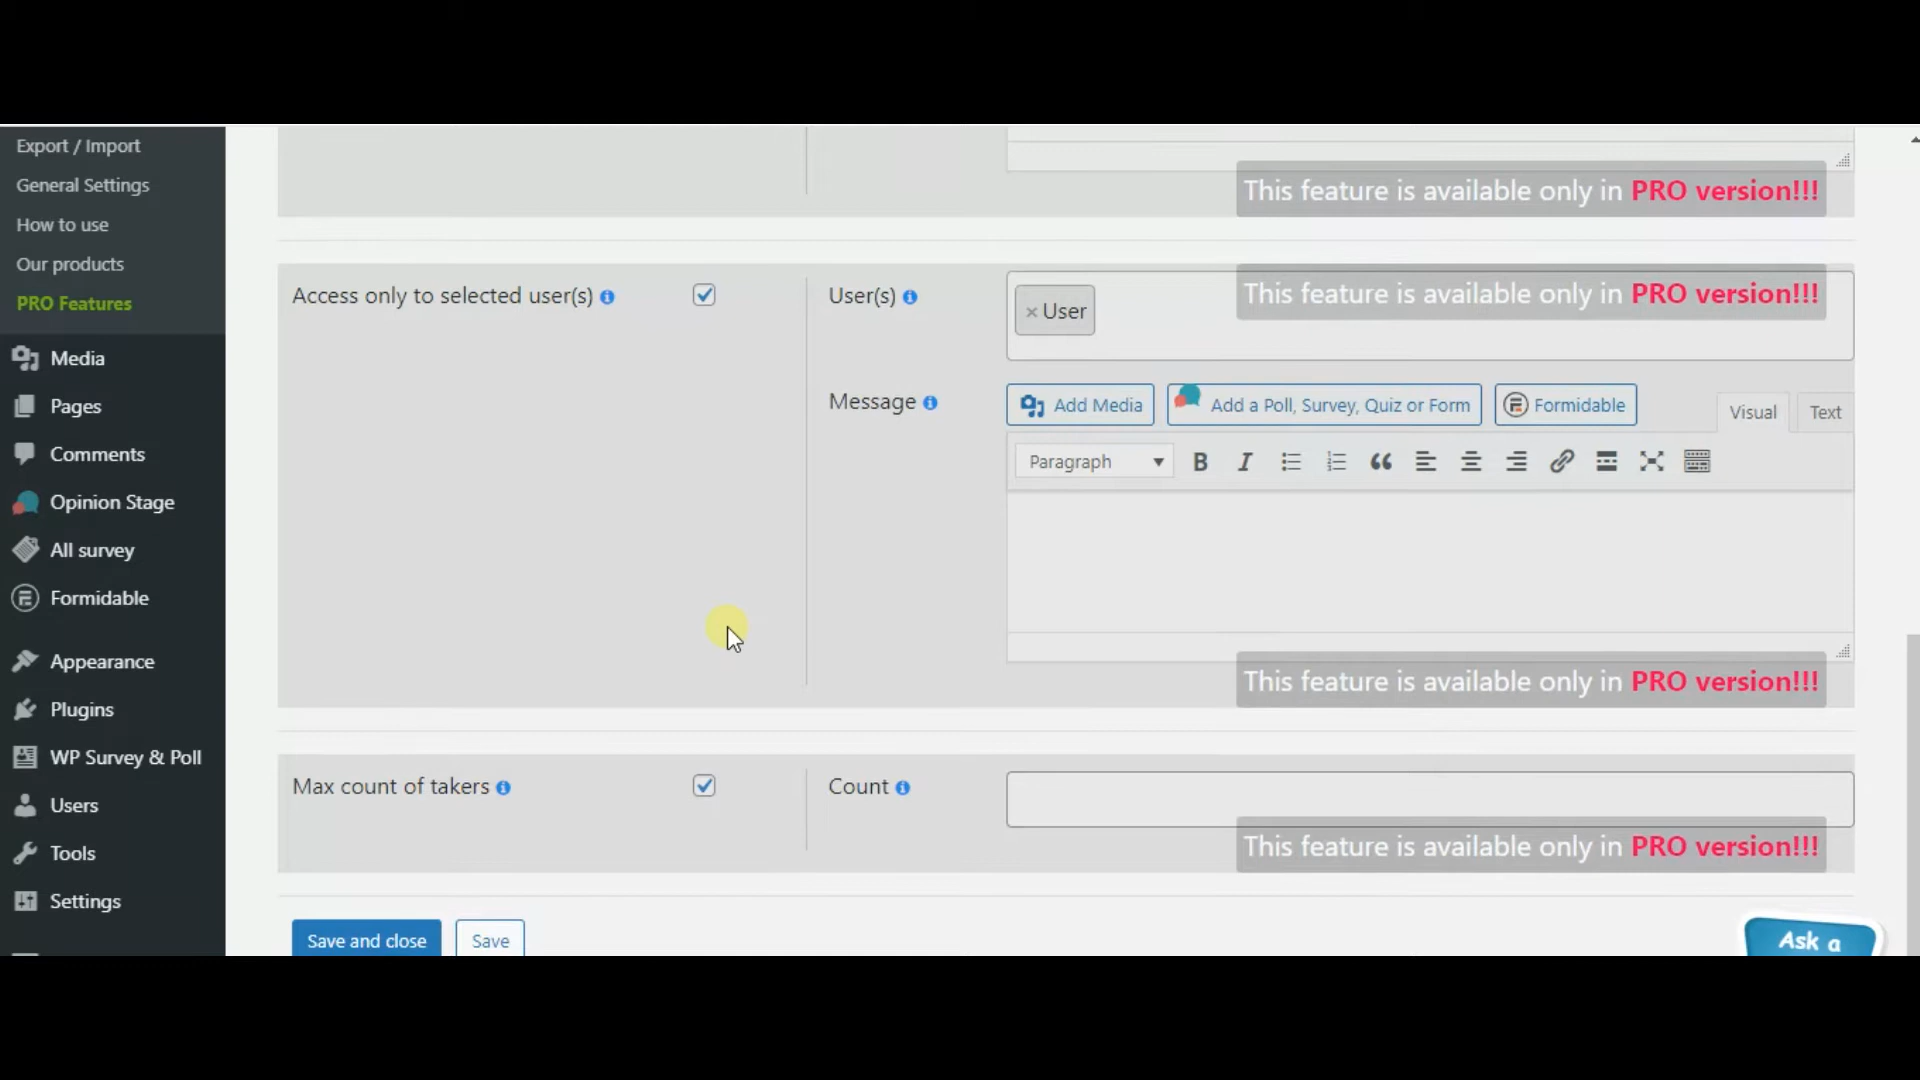 Export / Import
General Settings
How to use
Our products
PRO Features
Media
Pages
Comments
Opinion Stage
All survey
Formidable
Appearance
Plugins
WP Survey & Poll
Users
Tools
Settings
This feature is available only in PRO version!!!
Access only to selected user(s)
User(s)
× User
This feature is available only in PRO version!!!
Message
Add Media
Add a Poll, Survey, Quiz or Form
Formidable
Visual
Text
Paragraph
This feature is available only in PRO version!!!
Max count of takers
Count
This feature is available only in PRO version!!!
Save and close
Save
Ask a